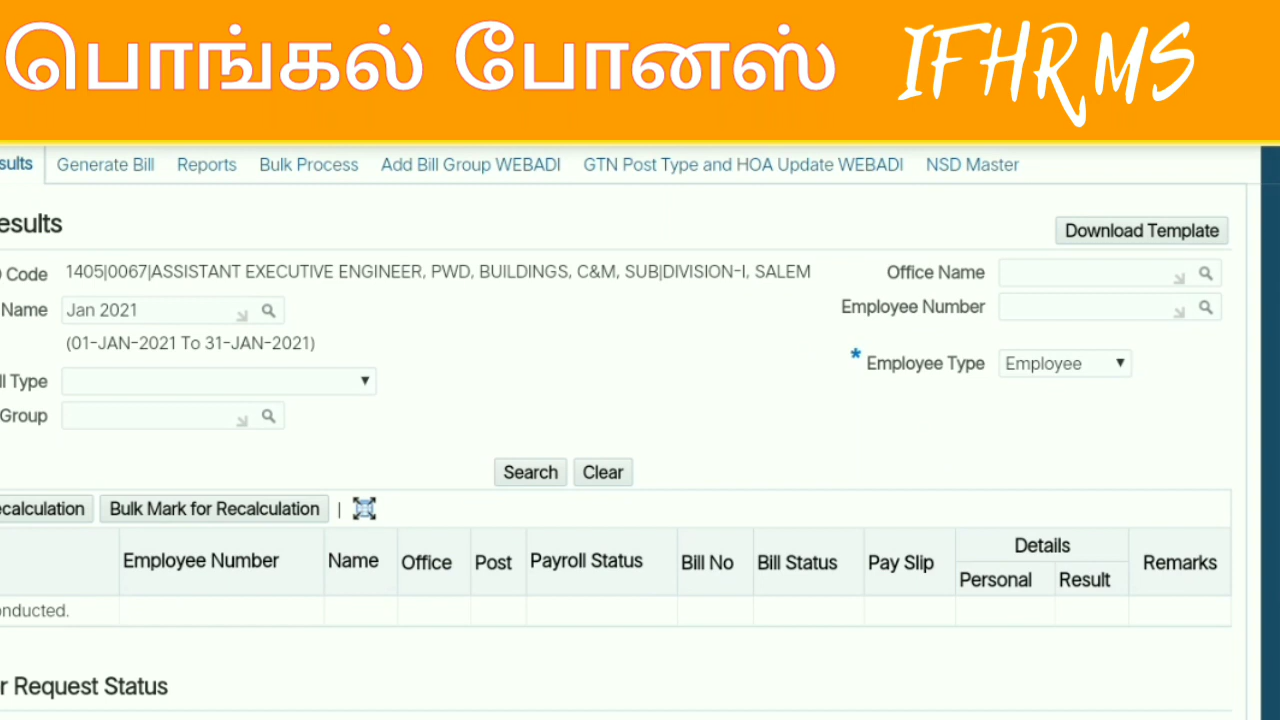 பொங்கல் போனஸ் IFHRMS
sults Generate Bill Reports Bulk Process Add Bill Group WEBADI GTN Post Type and HOA Update WEBADI NSD Master
esults
Download Template
Code 1405|0067|ASSISTANT EXECUTIVE ENGINEER, PWD, BUILDINGS, C&M, SUB|DIVISION-I, SALEM Office Name
Name Jan 2021 Employee Number
(01-JAN-2021 To 31-JAN-2021)
* Employee Type Employee
ll Type
Group
Search Clear
ecalculation Bulk Mark for Recalculation |
Employee Number Name Office Post Payroll Status Bill No Bill Status Pay Slip Details Remarks
Personal Result
onducted.
r Request Status